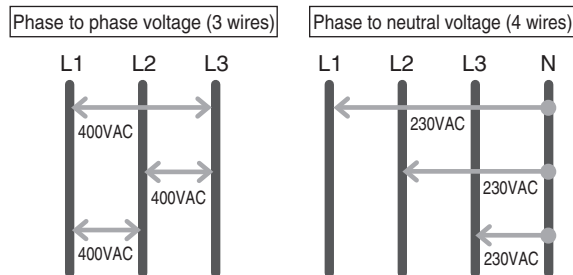 Phase to phase voltage (3 wires)
L1 L2 L3
400VAC
400VAC
400VAC
Phase to neutral voltage (4 wires)
L1 L2 L3 N
230VAC
230VAC
230VAC